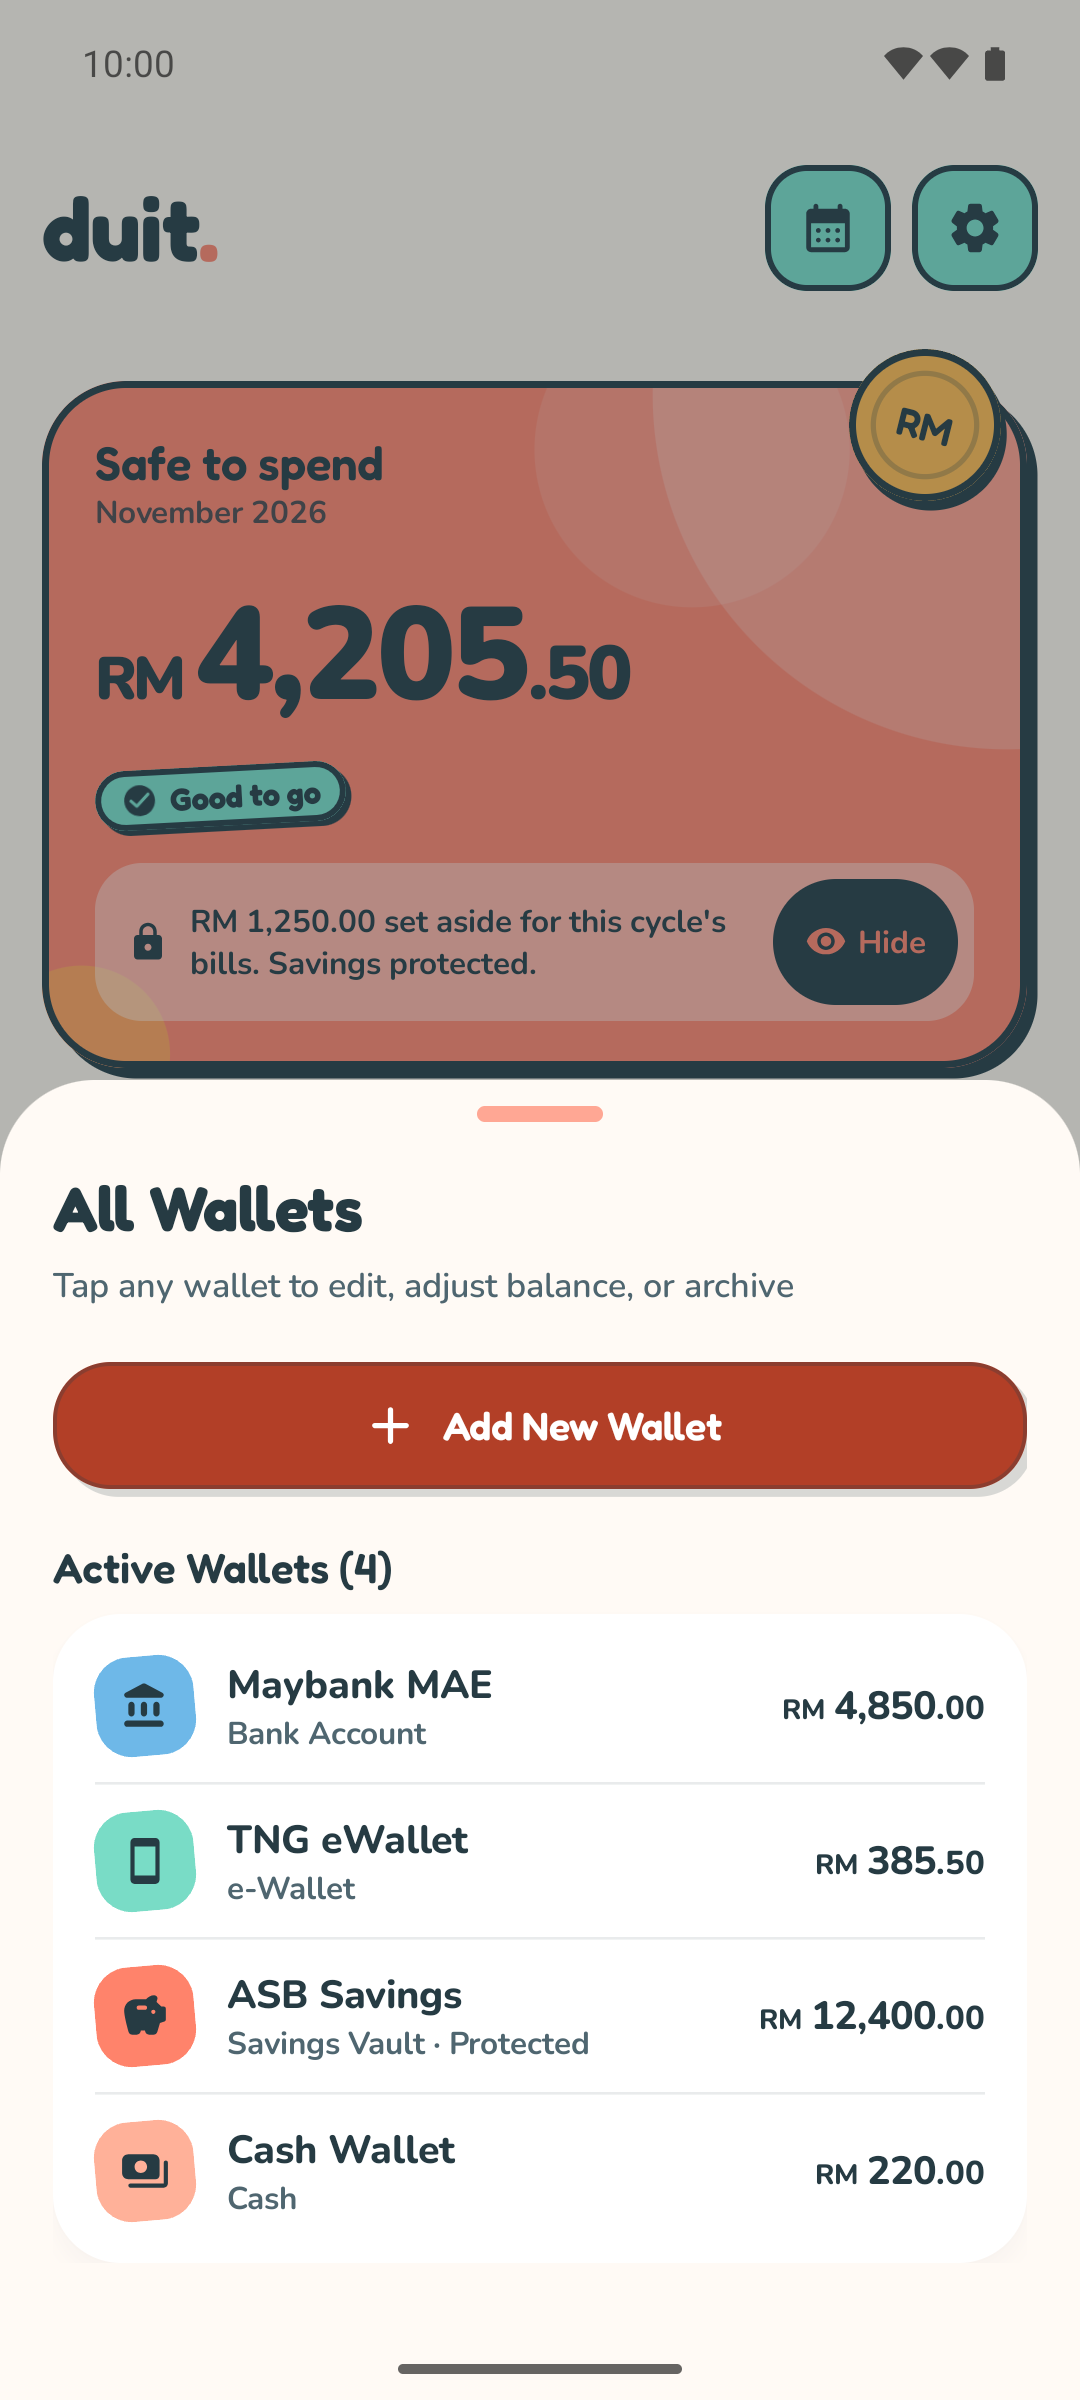 10:00
duit.
RM
Safe to spend
November 2026
RM 4,205.50
Good to go
RM 1,250.00 set aside for this cycle's
bills. Savings protected.
Hide
All Wallets
Tap any wallet to edit, adjust balance, or archive
Add New Wallet
Active Wallets (4)
Maybank MAE
Bank Account
RM 4,850.00
TNG eWallet
e-Wallet
RM 385.50
ASB Savings
Savings Vault · Protected
RM 12,400.00
Cash Wallet
Cash
RM 220.00